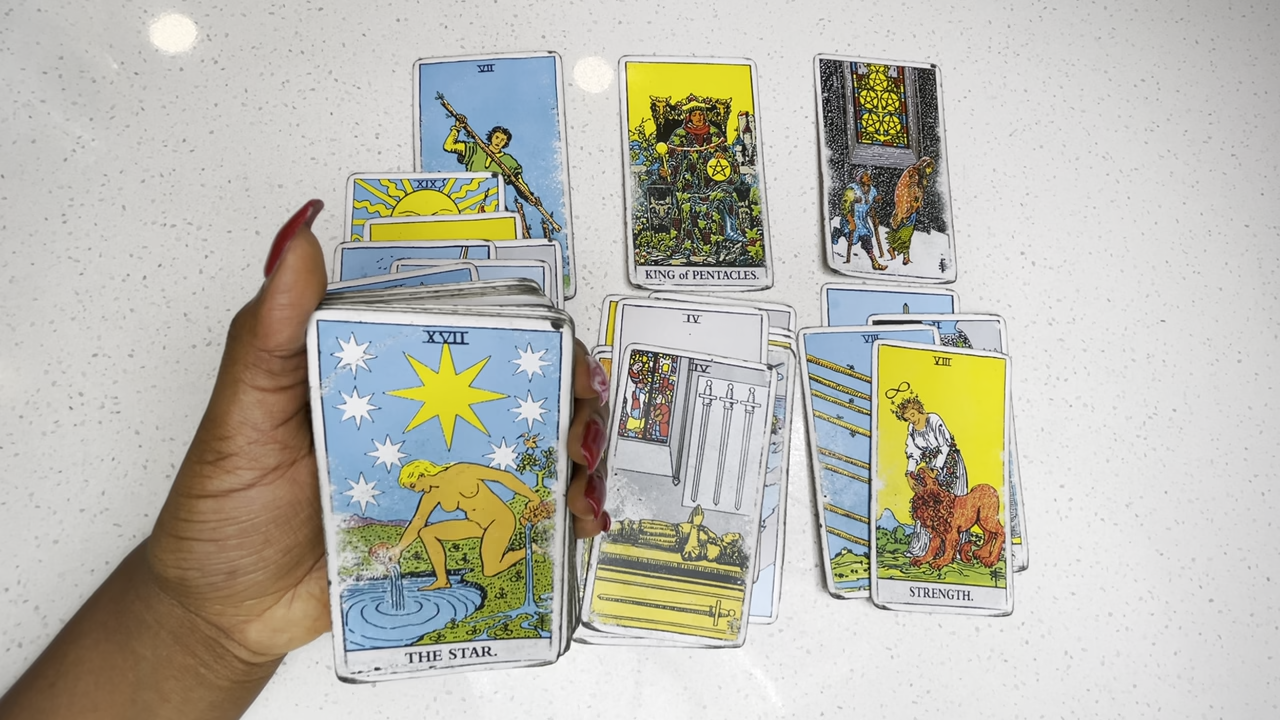 VII
KING of PENTACLES.
XIX
IV
IV
VIII
VIII
STRENGTH.
XVII
THE STAR.